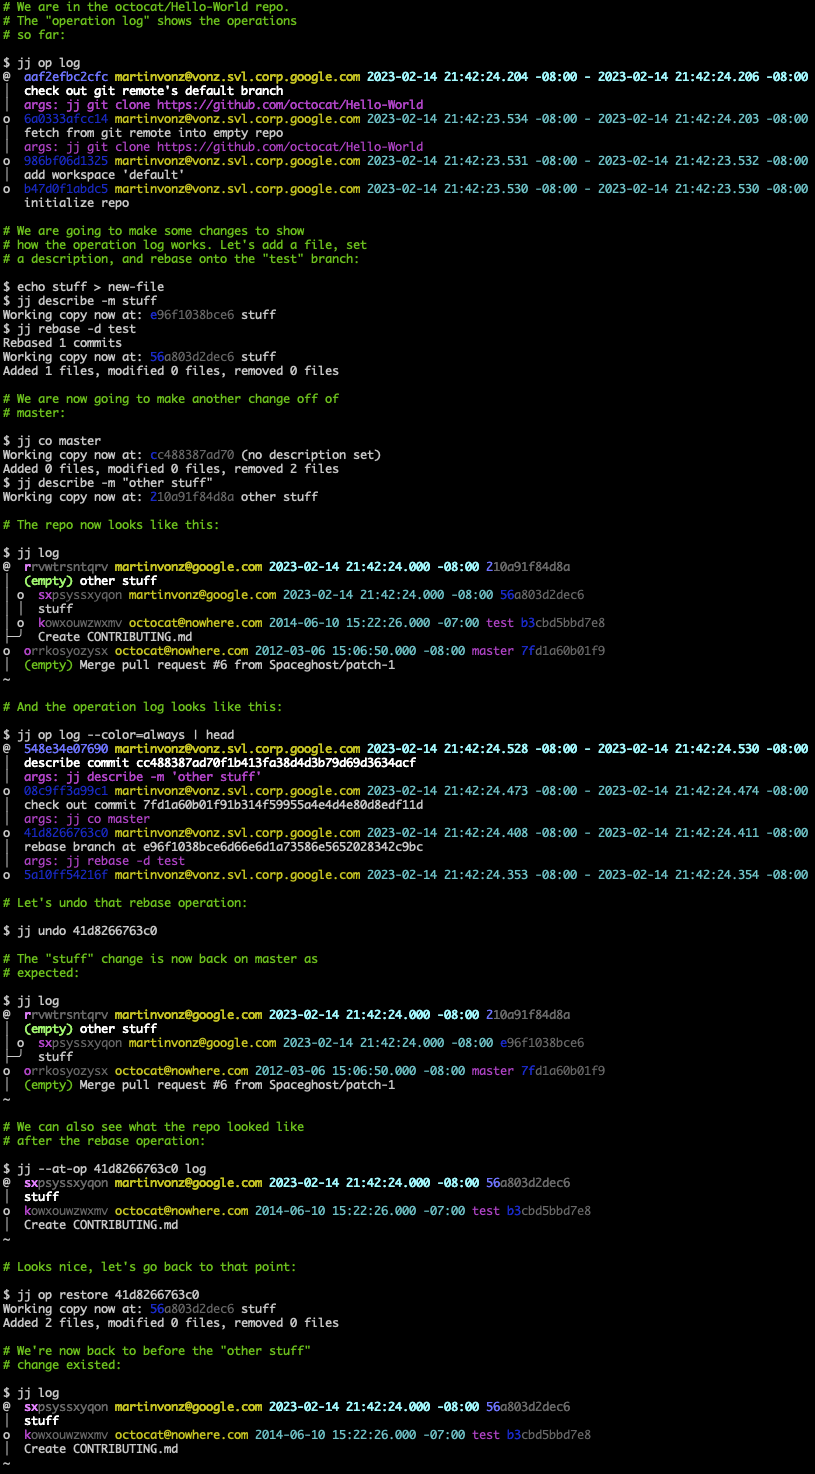 # We are in the octocat/Hello-World repo.
# The "operation log" shows the operations
# so far:

$ jj op log
@  aaf2efbc2cfc martinvonz@vonz.svl.corp.google.com 2023-02-14 21:42:24.204 -08:00 - 2023-02-14 21:42:24.206 -08:00
│  check out git remote's default branch
│  args: jj git clone https://github.com/octocat/Hello-World
o  6a0333afcc14 martinvonz@vonz.svl.corp.google.com 2023-02-14 21:42:23.534 -08:00 - 2023-02-14 21:42:24.203 -08:00
│  fetch from git remote into empty repo
│  args: jj git clone https://github.com/octocat/Hello-World
o  986bf06d1325 martinvonz@vonz.svl.corp.google.com 2023-02-14 21:42:23.531 -08:00 - 2023-02-14 21:42:23.532 -08:00
│  add workspace 'default'
o  b47d0f1abdc5 martinvonz@vonz.svl.corp.google.com 2023-02-14 21:42:23.530 -08:00 - 2023-02-14 21:42:23.530 -08:00
   initialize repo

# We are going to make some changes to show
# how the operation log works. Let's add a file, set
# a description, and rebase onto the "test" branch:

$ echo stuff > new-file
$ jj describe -m stuff
Working copy now at: e96f1038bce6 stuff
$ jj rebase -d test
Rebased 1 commits
Working copy now at: 56a803d2dec6 stuff
Added 1 files, modified 0 files, removed 0 files

# We are now going to make another change off of
# master:

$ jj co master
Working copy now at: cc488387ad70 (no description set)
Added 0 files, modified 0 files, removed 2 files
$ jj describe -m "other stuff"
Working copy now at: 210a91f84d8a other stuff

# The repo now looks like this:

$ jj log
@  rrvwtrsntqrv martinvonz@google.com 2023-02-14 21:42:24.000 -08:00 210a91f84d8a
│  (empty) other stuff
│ o  sxpsyssxyqon martinvonz@google.com 2023-02-14 21:42:24.000 -08:00 56a803d2dec6
│ │  stuff
│ o  kowxouwzwxmv octocat@nowhere.com 2014-06-10 15:22:26.000 -07:00 test b3cbd5bbd7e8
├─╯  Create CONTRIBUTING.md
o  orrkosyozysx octocat@nowhere.com 2012-03-06 15:06:50.000 -08:00 master 7fd1a60b01f9
│  (empty) Merge pull request #6 from Spaceghost/patch-1
~

# And the operation log looks like this:

$ jj op log --color=always | head
@  548e34e07690 martinvonz@vonz.svl.corp.google.com 2023-02-14 21:42:24.528 -08:00 - 2023-02-14 21:42:24.530 -08:00
│  describe commit cc488387ad70f1b413fa38d4d3b79d69d3634acf
│  args: jj describe -m 'other stuff'
o  08c9ff3a99c1 martinvonz@vonz.svl.corp.google.com 2023-02-14 21:42:24.473 -08:00 - 2023-02-14 21:42:24.474 -08:00
│  check out commit 7fd1a60b01f91b314f59955a4e4d4e80d8edf11d
│  args: jj co master
o  41d8266763c0 martinvonz@vonz.svl.corp.google.com 2023-02-14 21:42:24.408 -08:00 - 2023-02-14 21:42:24.411 -08:00
│  rebase branch at e96f1038bce6d66e6d1a73586e5652028342c9bc
│  args: jj rebase -d test
o  5a10ff54216f martinvonz@vonz.svl.corp.google.com 2023-02-14 21:42:24.353 -08:00 - 2023-02-14 21:42:24.354 -08:00

# Let's undo that rebase operation:

$ jj undo 41d8266763c0

# The "stuff" change is now back on master as
# expected:

$ jj log
@  rrvwtrsntqrv martinvonz@google.com 2023-02-14 21:42:24.000 -08:00 210a91f84d8a
│  (empty) other stuff
│ o  sxpsyssxyqon martinvonz@google.com 2023-02-14 21:42:24.000 -08:00 e96f1038bce6
├─╯  stuff
o  orrkosyozysx octocat@nowhere.com 2012-03-06 15:06:50.000 -08:00 master 7fd1a60b01f9
│  (empty) Merge pull request #6 from Spaceghost/patch-1
~

# We can also see what the repo looked like
# after the rebase operation:

$ jj --at-op 41d8266763c0 log
@  sxpsyssxyqon martinvonz@google.com 2023-02-14 21:42:24.000 -08:00 56a803d2dec6
│  stuff
o  kowxouwzwxmv octocat@nowhere.com 2014-06-10 15:22:26.000 -07:00 test b3cbd5bbd7e8
│  Create CONTRIBUTING.md
~

# Looks nice, let's go back to that point:

$ jj op restore 41d8266763c0
Working copy now at: 56a803d2dec6 stuff
Added 2 files, modified 0 files, removed 0 files

# We're now back to before the "other stuff"
# change existed:

$ jj log
@  sxpsyssxyqon martinvonz@google.com 2023-02-14 21:42:24.000 -08:00 56a803d2dec6
│  stuff
o  kowxouwzwxmv octocat@nowhere.com 2014-06-10 15:22:26.000 -07:00 test b3cbd5bbd7e8
│  Create CONTRIBUTING.md
~